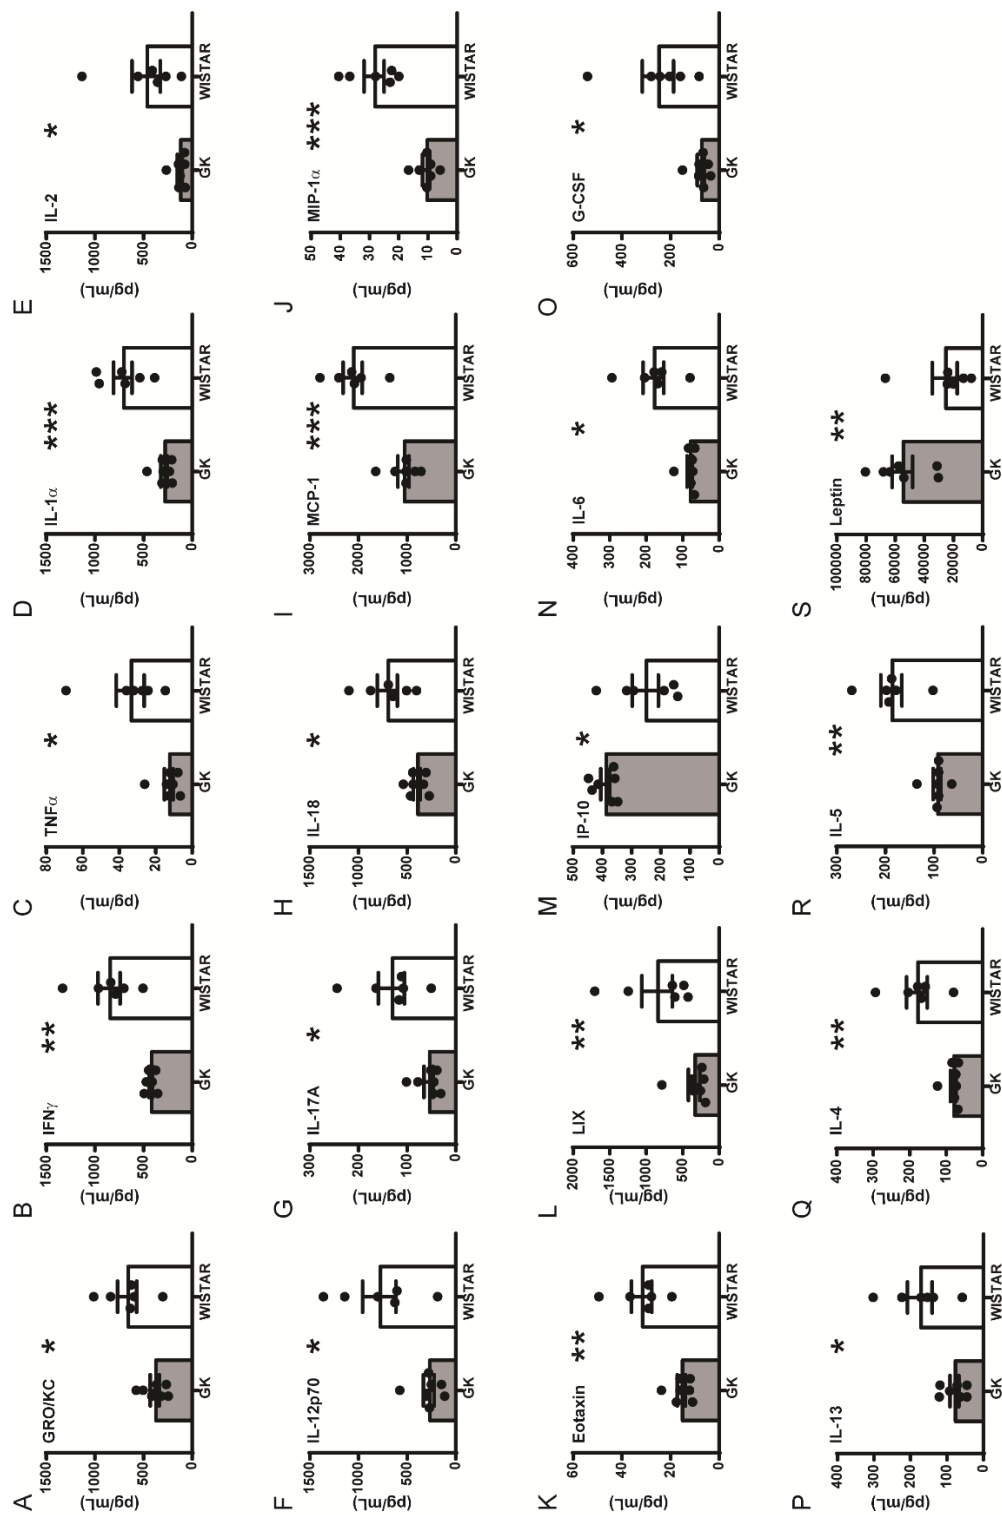 A
GRO/KC
*
1500
1000
500
0
(pg/mL)
GK WISTAR
B
IFNγ
**
1500
1000
500
0
(pg/mL)
GK WISTAR
C
TNFα
*
80
60
40
20
0
(pg/mL)
GK WISTAR
D
IL-1α
***
1500
1000
500
0
(pg/mL)
GK WISTAR
E
IL-2
*
1500
1000
500
0
(pg/mL)
GK WISTAR
F
IL-12p70
*
1500
1000
500
0
(pg/mL)
GK WISTAR
G
IL-17A
*
300
200
100
0
(pg/mL)
GK WISTAR
H
IL-18
*
1500
1000
500
0
(pg/mL)
GK WISTAR
I
MCP-1
***
3000
2000
1000
0
(pg/mL)
GK WISTAR
J
MIP-1α
***
50
40
30
20
10
0
(pg/mL)
GK WISTAR
K
Eotaxin
**
60
40
20
0
(pg/mL)
GK WISTAR
L
LIX
**
2000
1500
1000
500
0
(pg/mL)
GK WISTAR
M
IP-10
*
500
400
300
200
100
0
(pg/mL)
GK WISTAR
N
IL-6
*
400
300
200
100
0
(pg/mL)
GK WISTAR
O
G-CSF
*
600
400
200
0
(pg/mL)
GK WISTAR
P
IL-13
*
400
300
200
100
0
(pg/mL)
GK WISTAR
Q
IL-4
**
400
300
200
100
0
(pg/mL)
GK WISTAR
R
IL-5
**
300
200
100
0
(pg/mL)
GK WISTAR
S
Leptin
**
100000
80000
60000
40000
20000
0
(pg/mL)
GK WISTAR